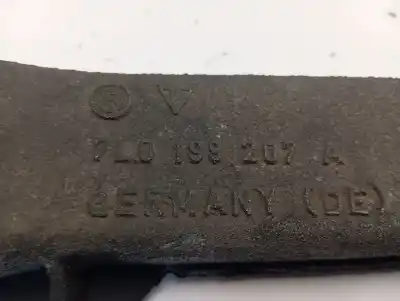 7L0 199 207 A
GERMANY (DE)